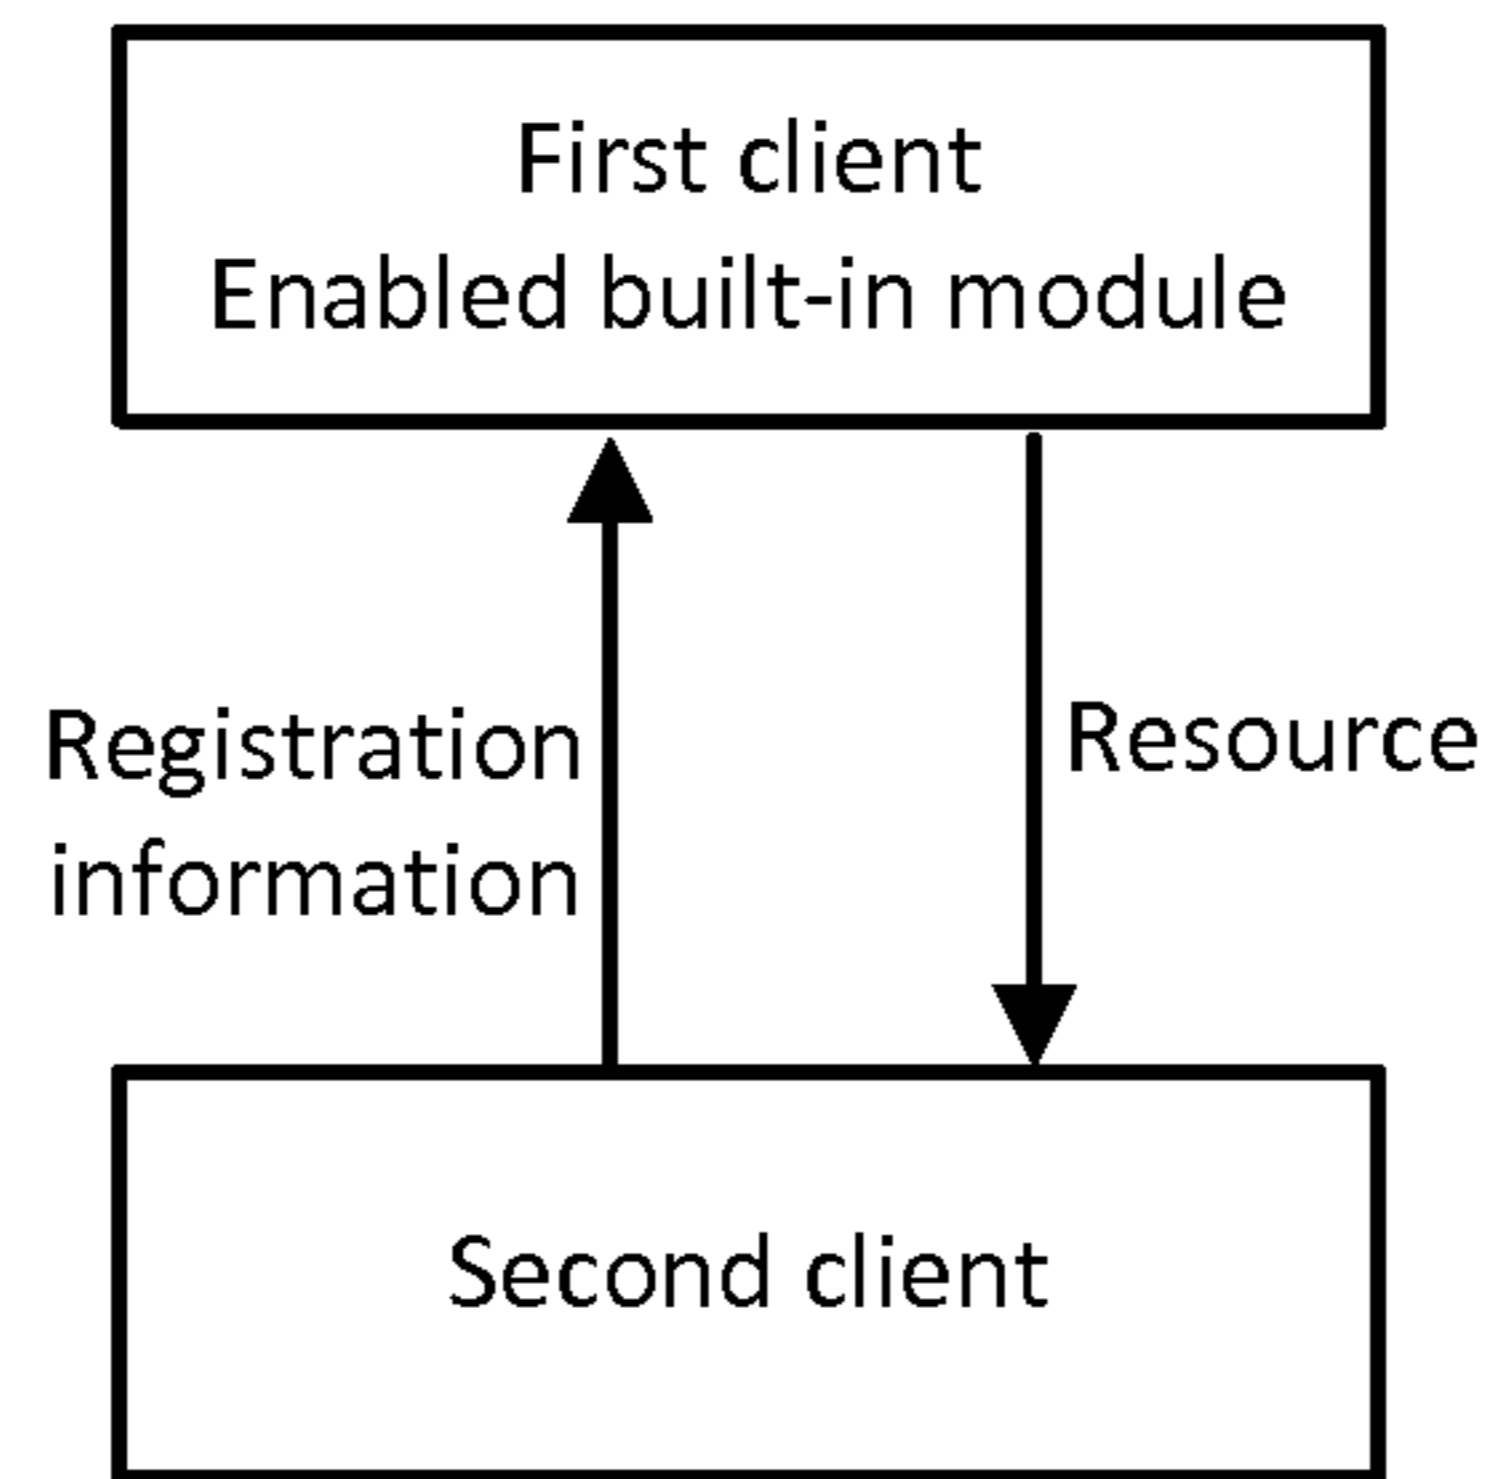 First client
Enabled built-in module
Registration
information
Resource
Second client